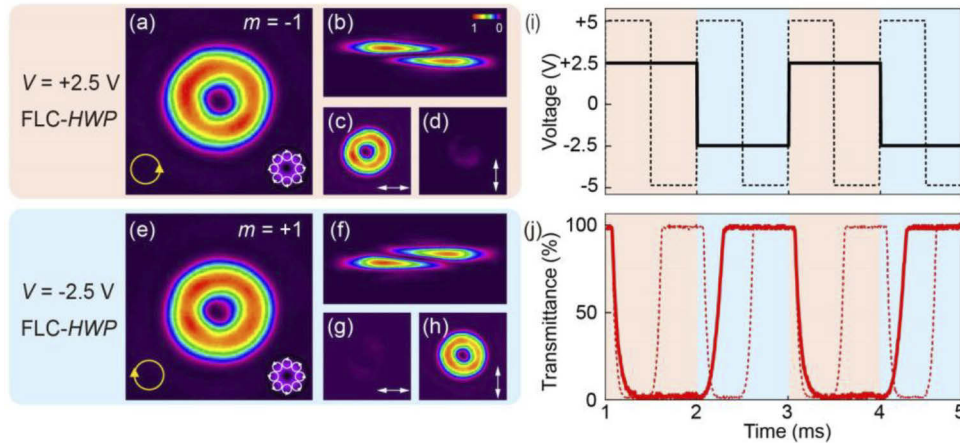 V = +2.5 V
FLC-HWP
(a)
m = -1
(b)
1 0
(c)
(d)
V = -2.5 V
FLC-HWP
(e)
m = +1
(f)
(g)
(h)
(i)
Voltage (V)
+5
+2.5
0
-2.5
-5
(j)
Transmittance (%)
100
50
0
1 2 3 4 5
Time (ms)